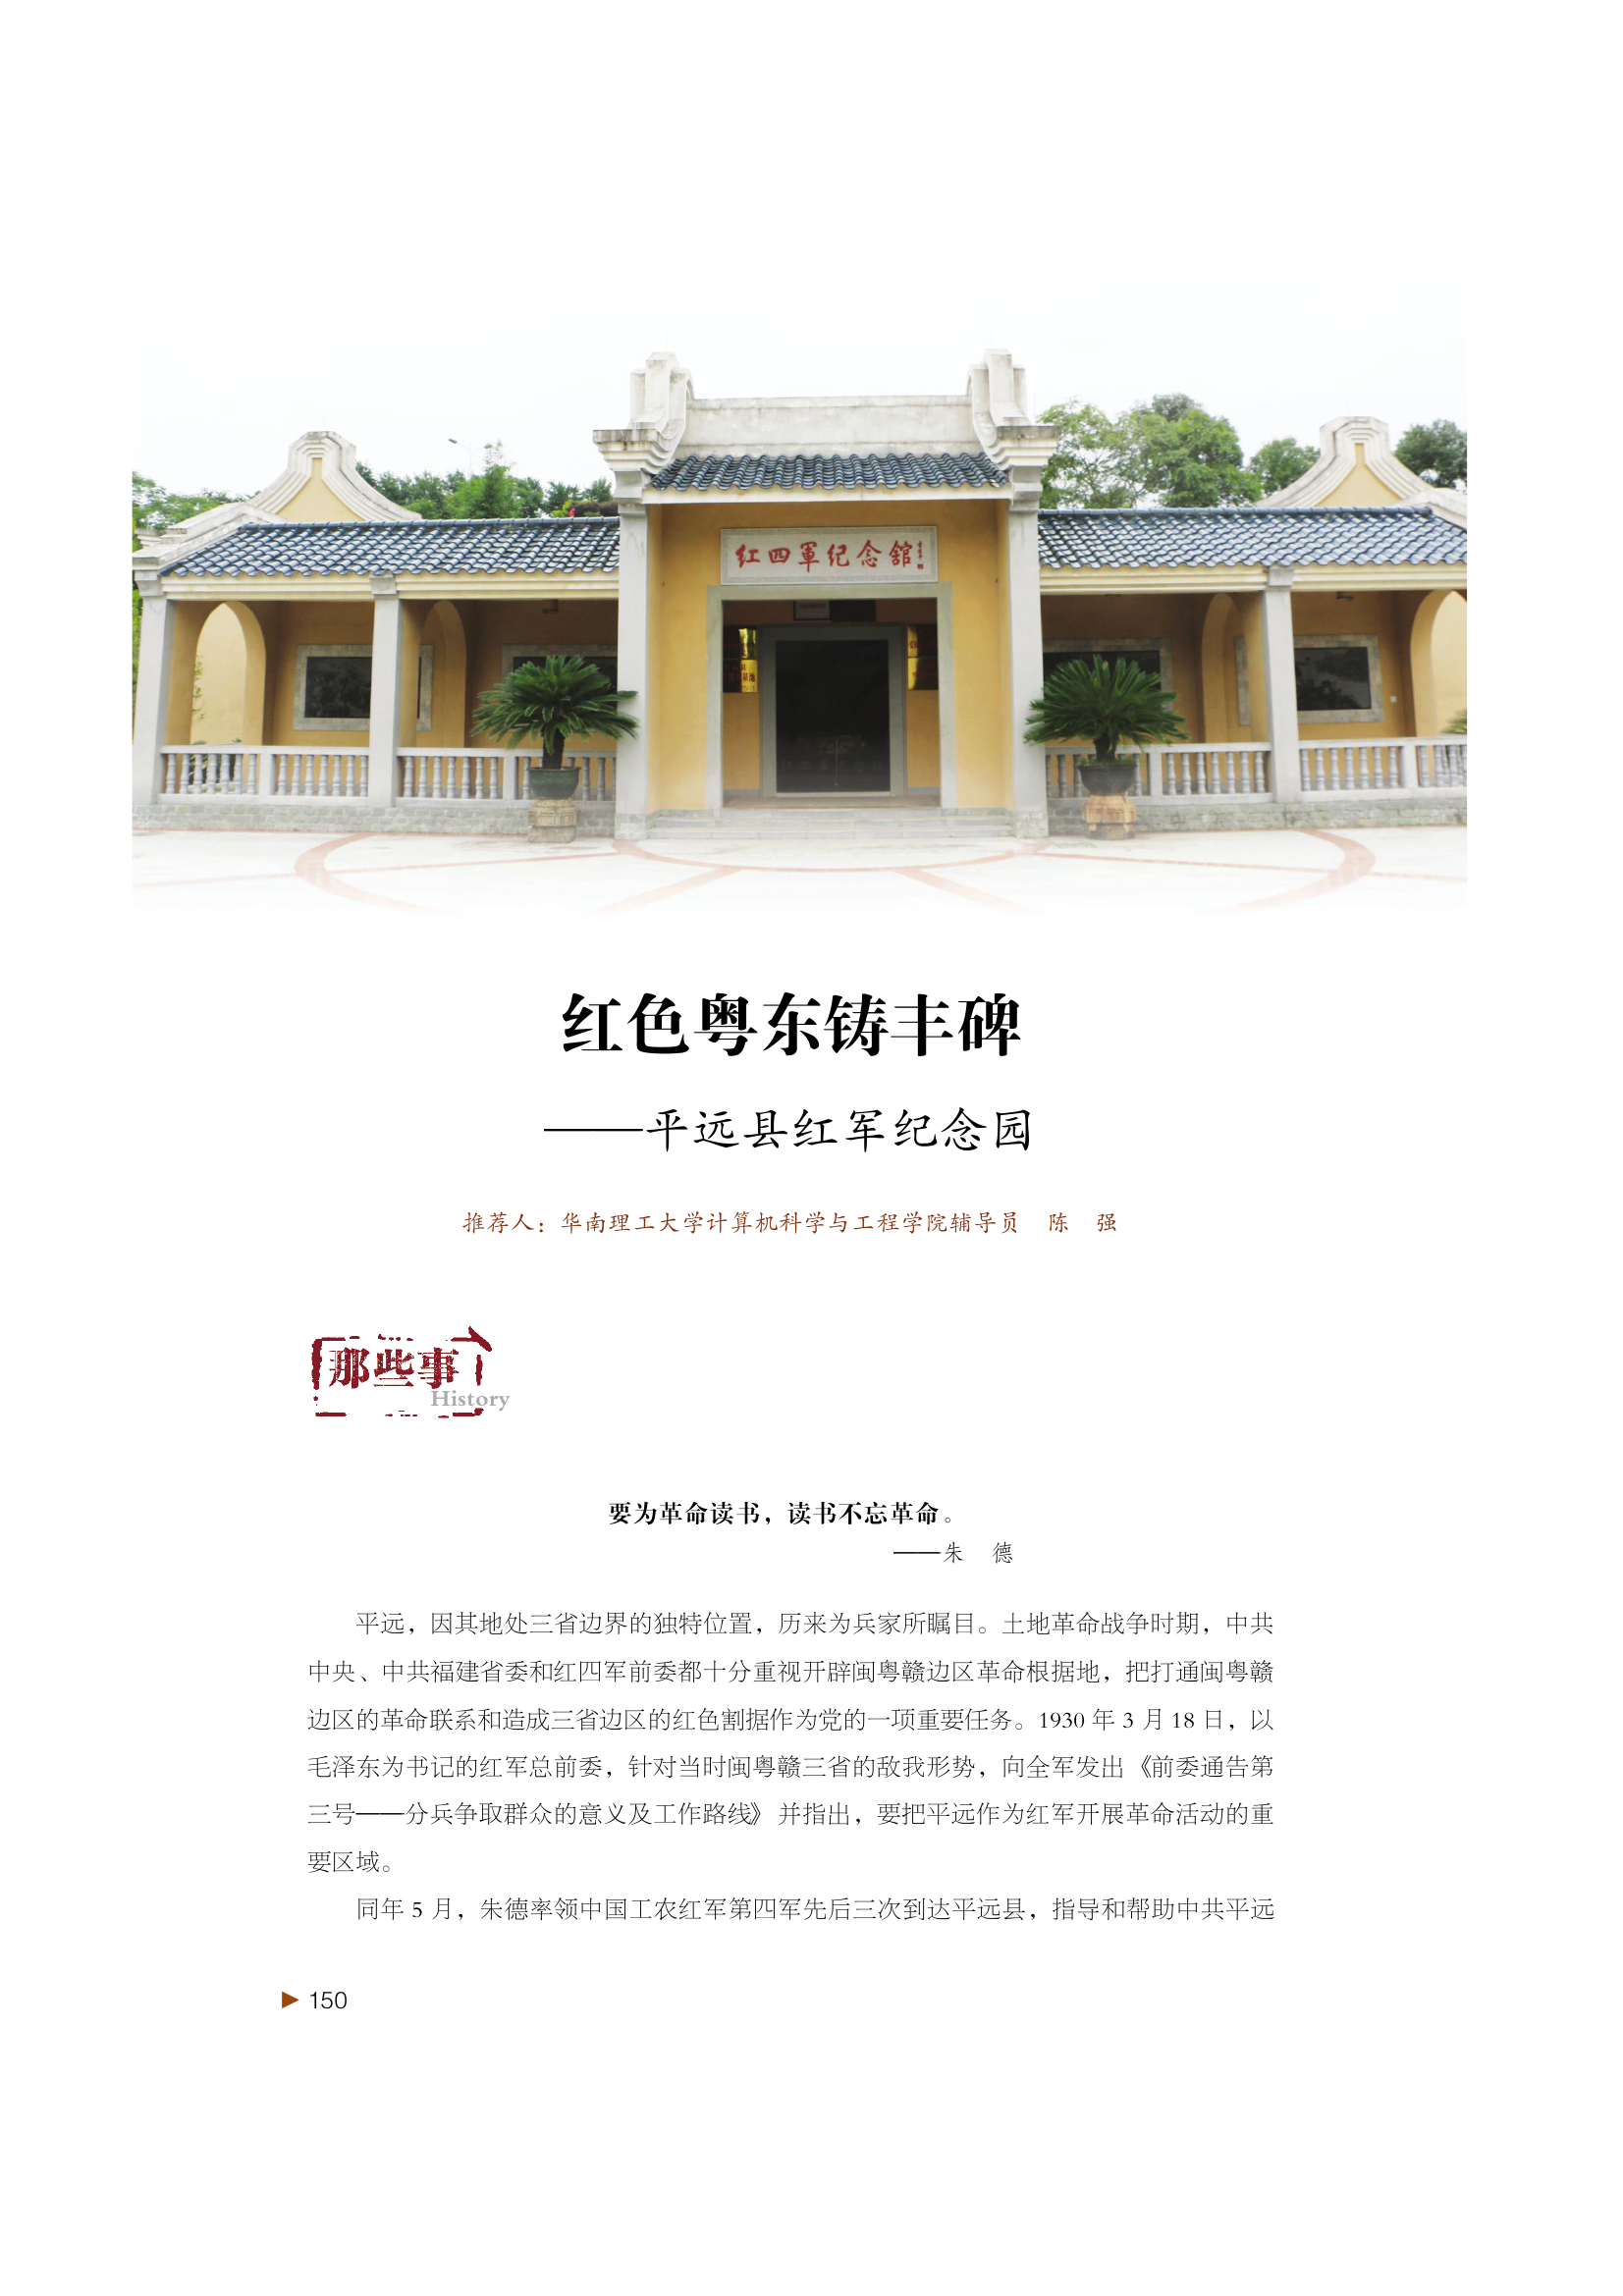 红四軍纪念舘
红色粤东铸丰碑
——平远县红军纪念园
推荐人：华南理工大学计算机科学与工程学院辅导员　陈　强
那些事
History
要为革命读书，读书不忘革命。
——朱　德
平远，因其地处三省边界的独特位置，历来为兵家所瞩目。土地革命战争时期，中共
中央、中共福建省委和红四军前委都十分重视开辟闽粤赣边区革命根据地，把打通闽粤赣
边区的革命联系和造成三省边区的红色割据作为党的一项重要任务。1930 年 3 月 18 日，以
毛泽东为书记的红军总前委，针对当时闽粤赣三省的敌我形势，向全军发出《前委通告第
三号——分兵争取群众的意义及工作路线》并指出，要把平远作为红军开展革命活动的重
要区域。
同年 5 月，朱德率领中国工农红军第四军先后三次到达平远县，指导和帮助中共平远
150